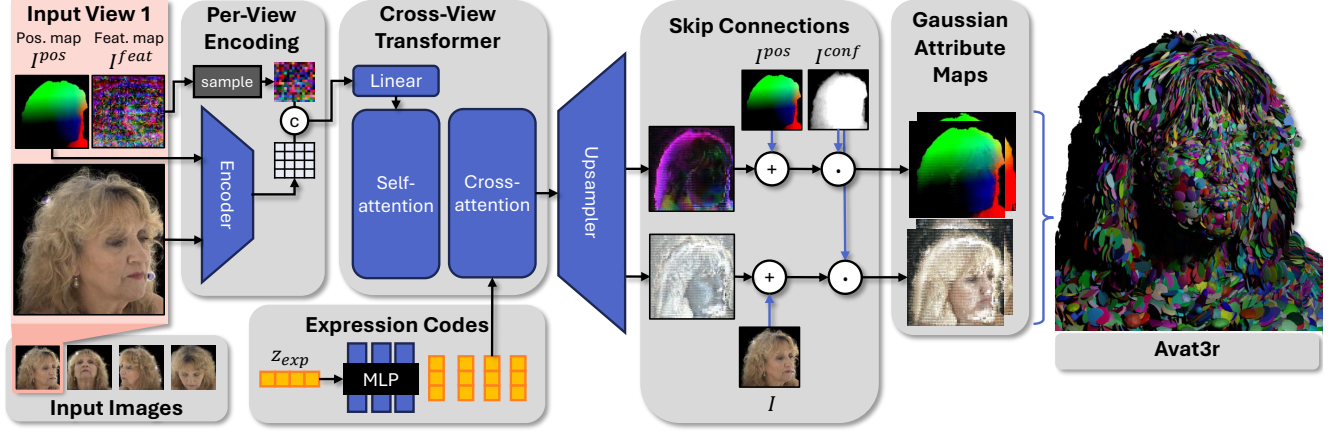 Input View 1
Pos. map
Feat. map
I^pos
I^feat
Per-View
Encoding
sample
C
Encoder
Cross-View
Transformer
Linear
Self-
attention
Cross-
attention
Upsampler
Skip Connections
I^pos
I^conf
+
·
+
·
I
Gaussian
Attribute
Maps
Avat3r
Expression Codes
z_exp
MLP
Input Images